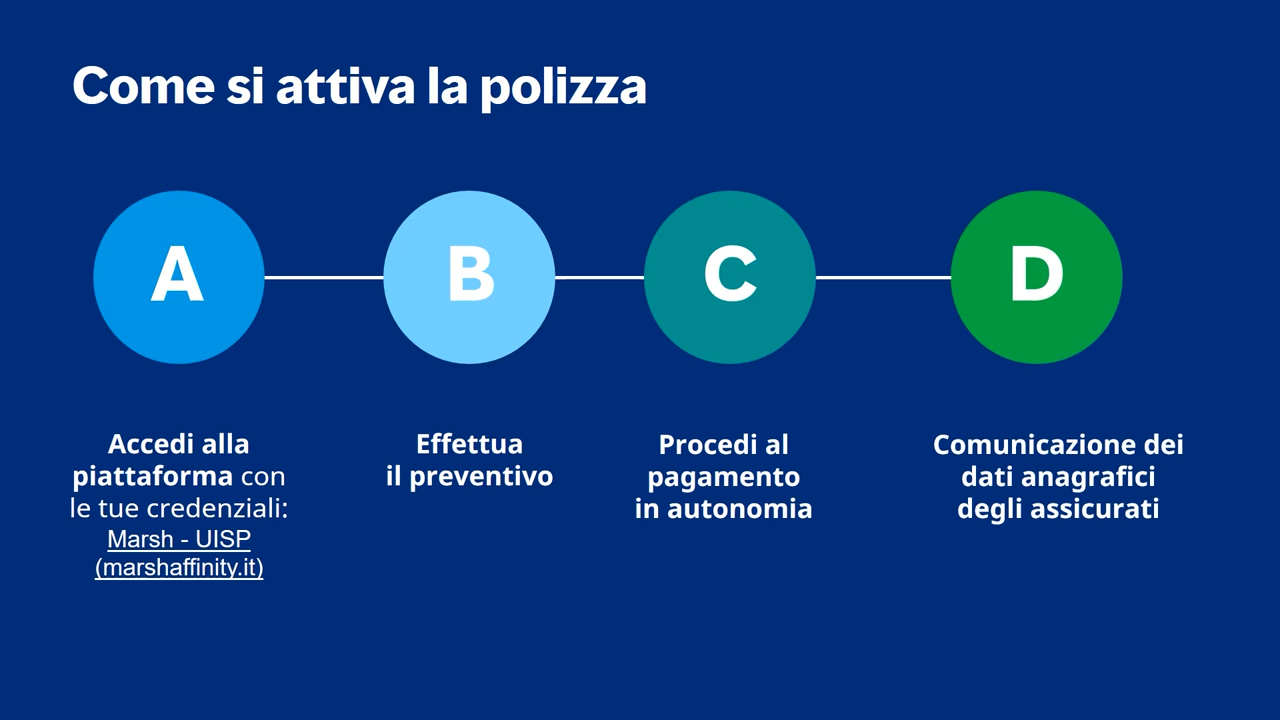 Come si attiva la polizza
A
B
C
D
Accedi alla
piattaforma con
le tue credenziali:
Marsh - UISP
(marshaffinity.it)
Effettua
il preventivo
Procedi al
pagamento
in autonomia
Comunicazione dei
dati anagrafici
degli assicurati